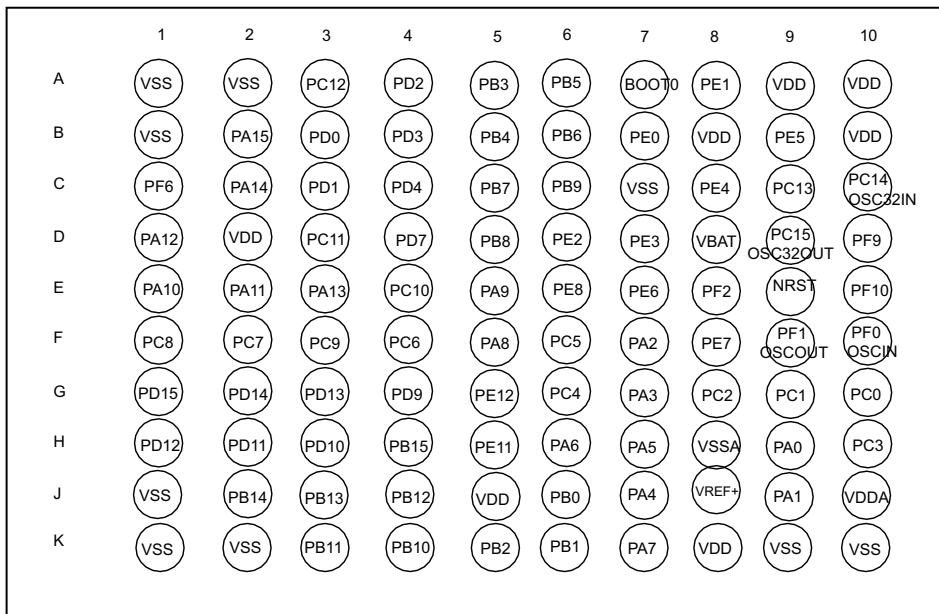 1 2 3 4 5 6 7 8 9 10
A VSS VSS PC12 PD2 PB3 PB5 BOOT0 PE1 VDD VDD
B VSS PA15 PD0 PD3 PB4 PB6 PE0 VDD PE5 VDD
C PF6 PA14 PD1 PD4 PB7 PB9 VSS PE4 PC13 PC14 OSC32IN
D PA12 VDD PC11 PD7 PB8 PE2 PE3 VBAT PC15 OSC32OUT PF9
E PA10 PA11 PA13 PC10 PA9 PE8 PE6 PF2 NRST PF10
F PC8 PC7 PC9 PC6 PA8 PC5 PA2 PE7 PF1 OSCOUT PF0 OSCIN
G PD15 PD14 PD13 PD9 PE12 PC4 PA3 PC2 PC1 PC0
H PD12 PD11 PD10 PB15 PE11 PA6 PA5 VSSA PA0 PC3
J VSS PB14 PB13 PB12 VDD PB0 PA4 VREF+ PA1 VDDA
K VSS VSS PB11 PB10 PB2 PB1 PA7 VDD VSS VSS